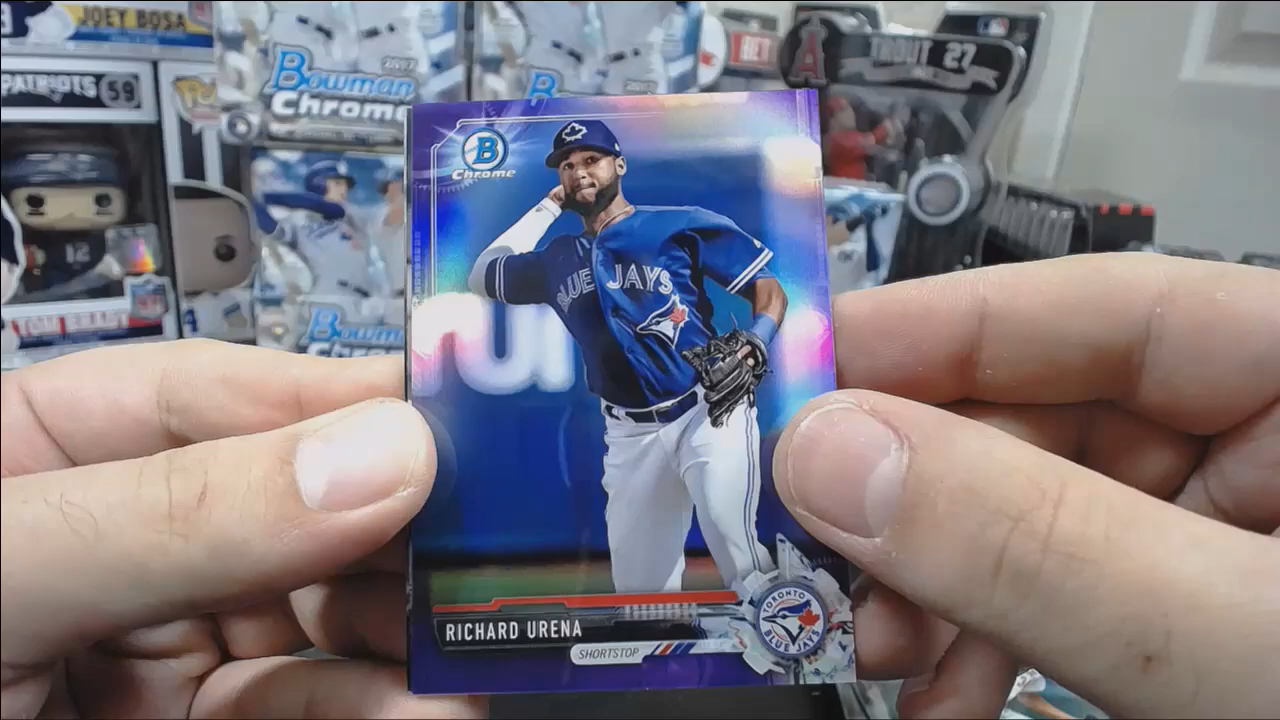 JOEY BOSA
PATRIOTS 59
12
TOM BRADY
2017
Bowman
Chrome
Bowman
TROUT 27
A
B
Chrome
BLUE JAYS
RICHARD URENA
SHORTSTOP
TORONTO
BLUE JAYS